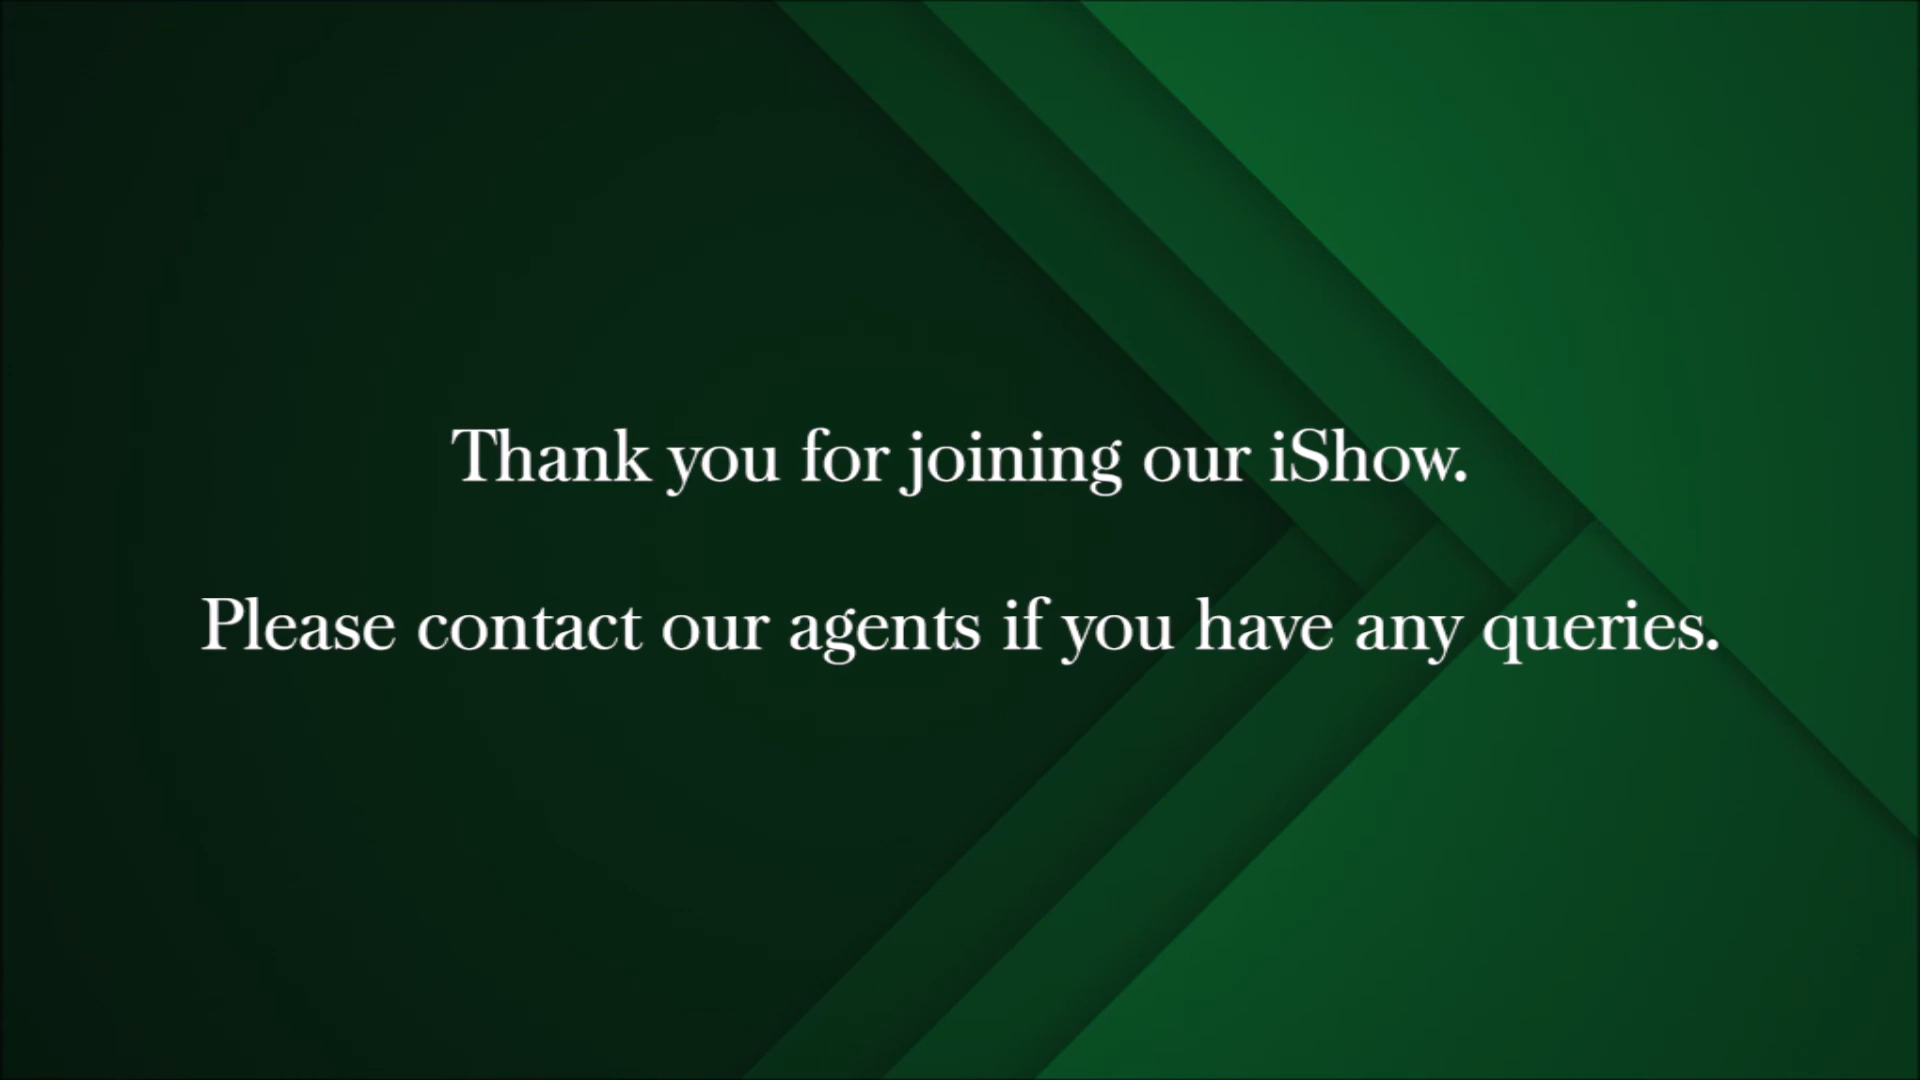 Thank you for joining our iShow.
Please contact our agents if you have any queries.